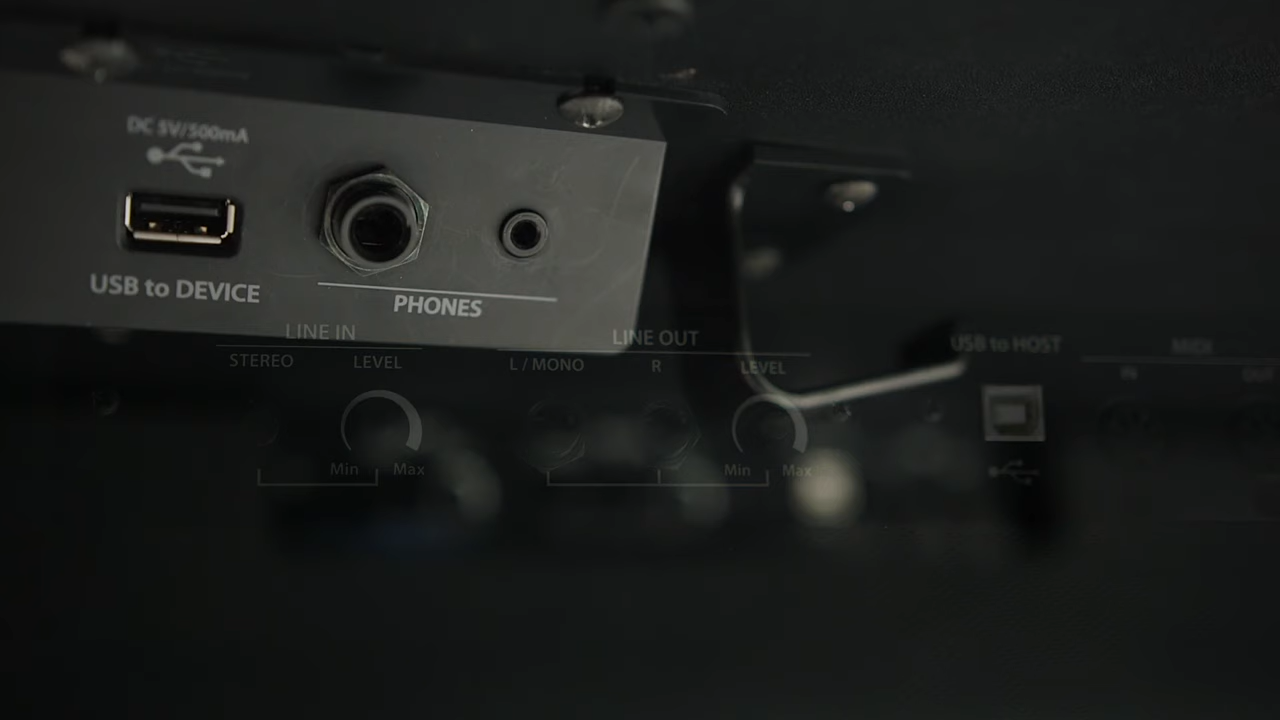 DC 5V/500mA
USB to DEVICE
PHONES
LINE IN
STEREO LEVEL
Min Max
LINE OUT
L / MONO R LEVEL
Min Max
USB to HOST
MIDI
IN OUT